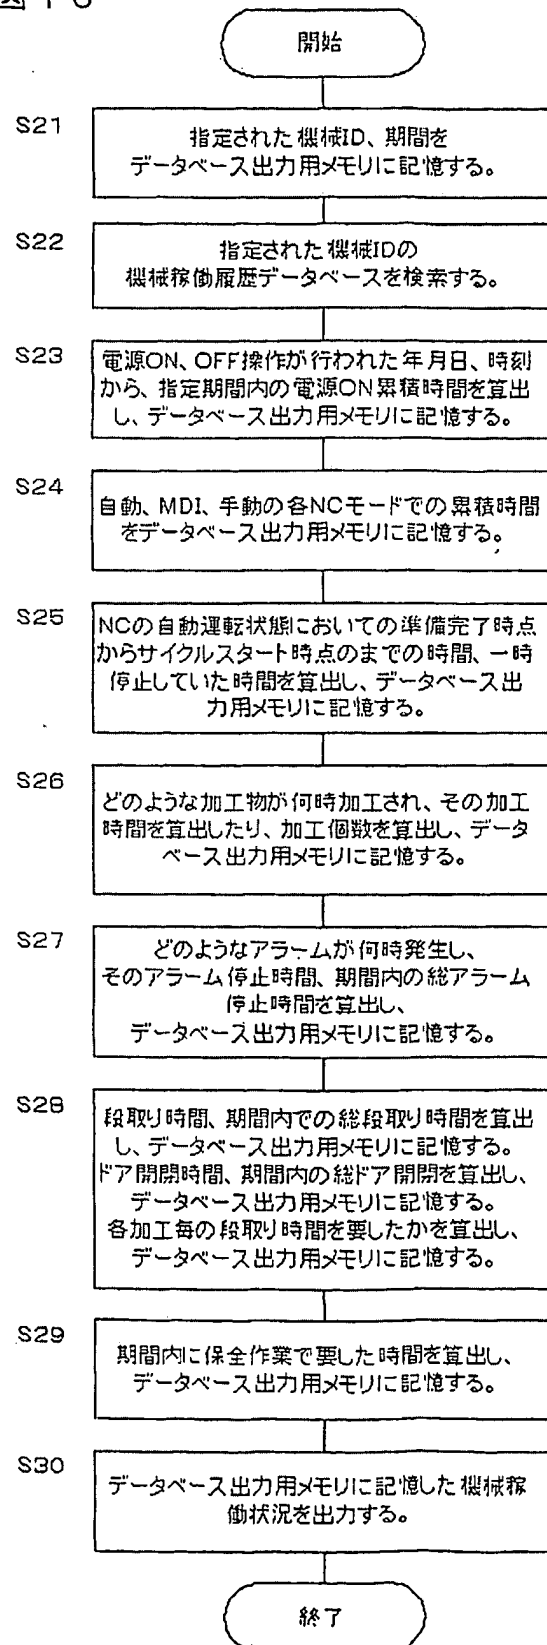 開始
S21
指定された機械ID、期間を
データベース出力用メモリに記憶する。
S22
指定された機械IDの
機械稼働履歴データベースを検索する。
S23
電源ON、OFF操作が行われた年月日、時刻
から、指定期間内の電源ON累積時間を算出
し、データベース出力用メモリに記憶する。
S24
自動、MDI、手動の各NCモードでの累積時間
をデータベース出力用メモリに記憶する。
S25
NCの自動運転状態においての準備完了時点
からサイクルスタート時点のまでの時間、一時
停止していた時間を算出し、データベース出
力用メモリに記憶する。
S26
どのような加工物が何時加工され、その加工
時間を算出したり、加工個数を算出し、データ
ベース出力用メモリに記憶する。
S27
どのようなアラームが何時発生し、
そのアラーム停止時間、期間内の総アラーム
停止時間を算出し、
データベース出力用メモリに記憶する。
S28
段取り時間、期間内での総段取り時間を算出
し、データベース出力用メモリに記憶する。
ドア開閉時間、期間内の総ドア開閉を算出し、
データベース出力用メモリに記憶する。
各加工毎の段取り時間を要したかを算出し、
データベース出力用メモリに記憶する。
S29
期間内に保全作業で要した時間を算出し、
データベース出力用メモリに記憶する。
S30
データベース出力用メモリに記憶した機械稼
働状況を出力する。
終了